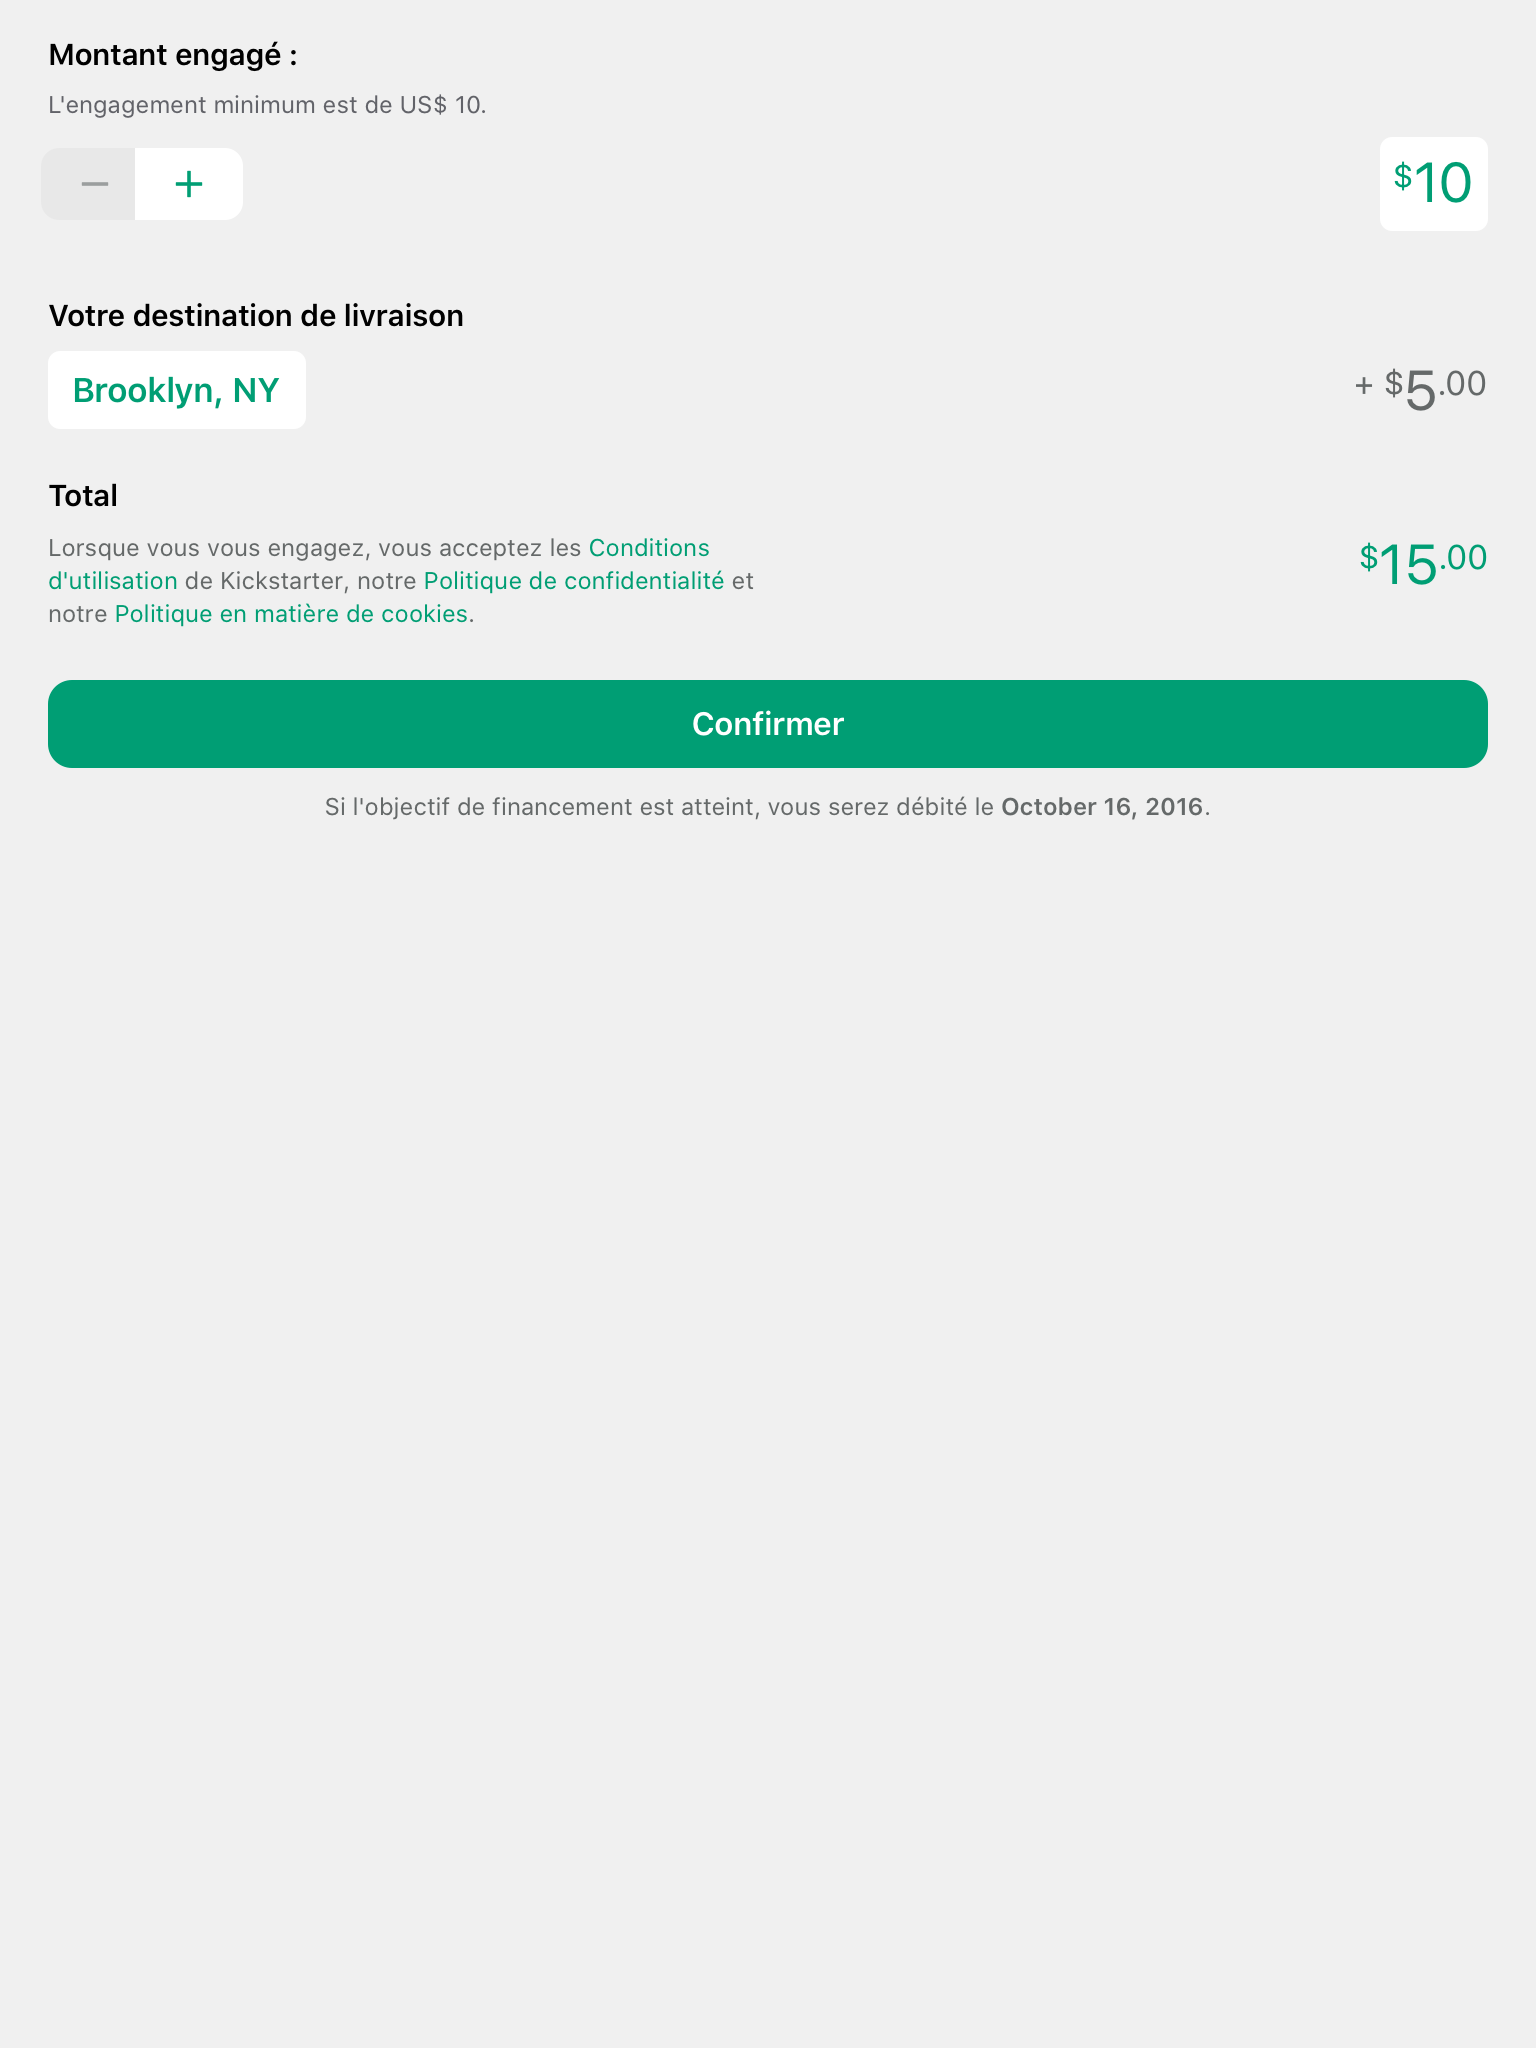 Montant engagé :
L'engagement minimum est de US$ 10.
− +
$10
Votre destination de livraison
Brooklyn, NY
+ $5.00
Total
Lorsque vous vous engagez, vous acceptez les Conditions
d'utilisation de Kickstarter, notre Politique de confidentialité et
notre Politique en matière de cookies.
$15.00
Confirmer
Si l'objectif de financement est atteint, vous serez débité le October 16, 2016.